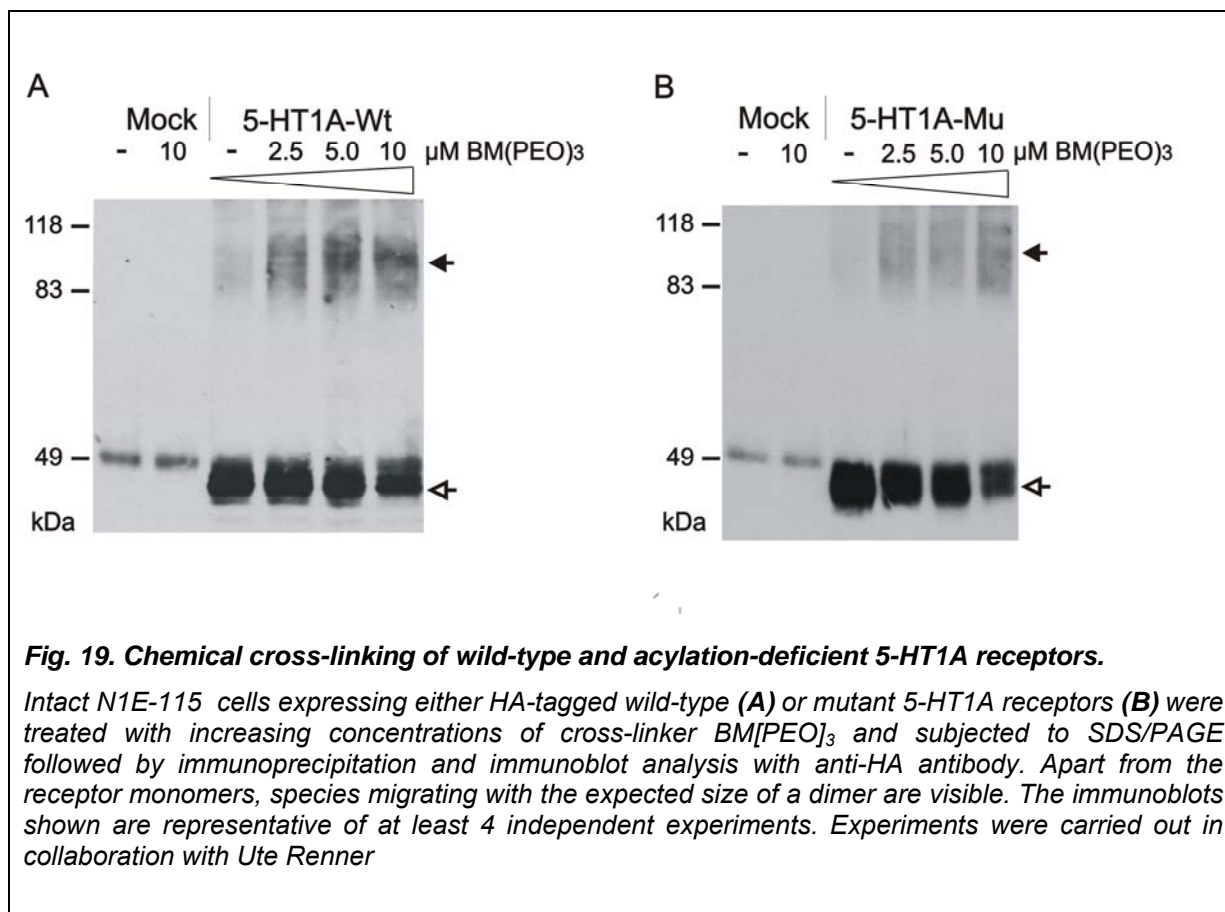 A
B
Mock 5-HT1A-Wt
- 10 - 2.5 5.0 10 µM BM(PEO)3
118
83
49
kDa
Mock 5-HT1A-Mu
- 10 - 2.5 5.0 10 µM BM(PEO)3
118
83
49
kDa
Fig. 19. Chemical cross-linking of wild-type and acylation-deficient 5-HT1A receptors.
Intact N1E-115 cells expressing either HA-tagged wild-type (A) or mutant 5-HT1A receptors (B) were
treated with increasing concentrations of cross-linker BM[PEO]3 and subjected to SDS/PAGE
followed by immunoprecipitation and immunoblot analysis with anti-HA antibody. Apart from the
receptor monomers, species migrating with the expected size of a dimer are visible. The immunoblots
shown are representative of at least 4 independent experiments. Experiments were carried out in
collaboration with Ute Renner